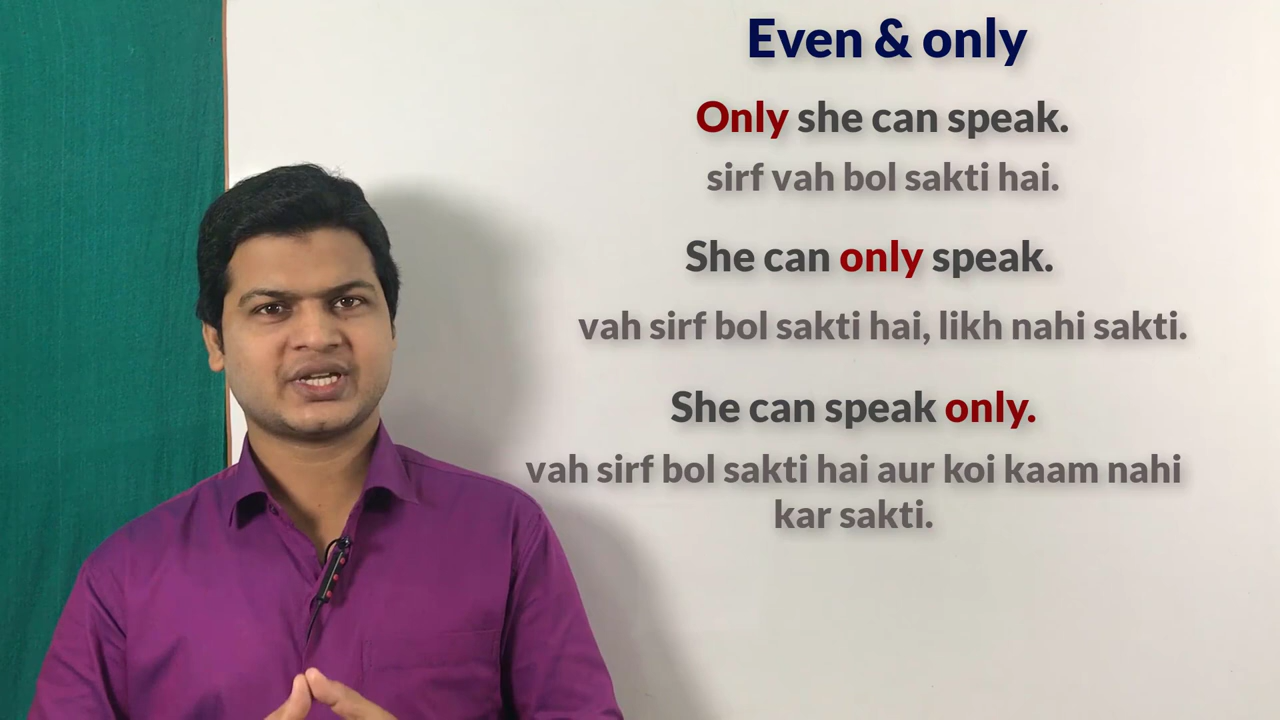 Even & only
Only she can speak.
sirf vah bol sakti hai.
She can only speak.
vah sirf bol sakti hai, likh nahi sakti.
She can speak only.
vah sirf bol sakti hai aur koi kaam nahi
kar sakti.